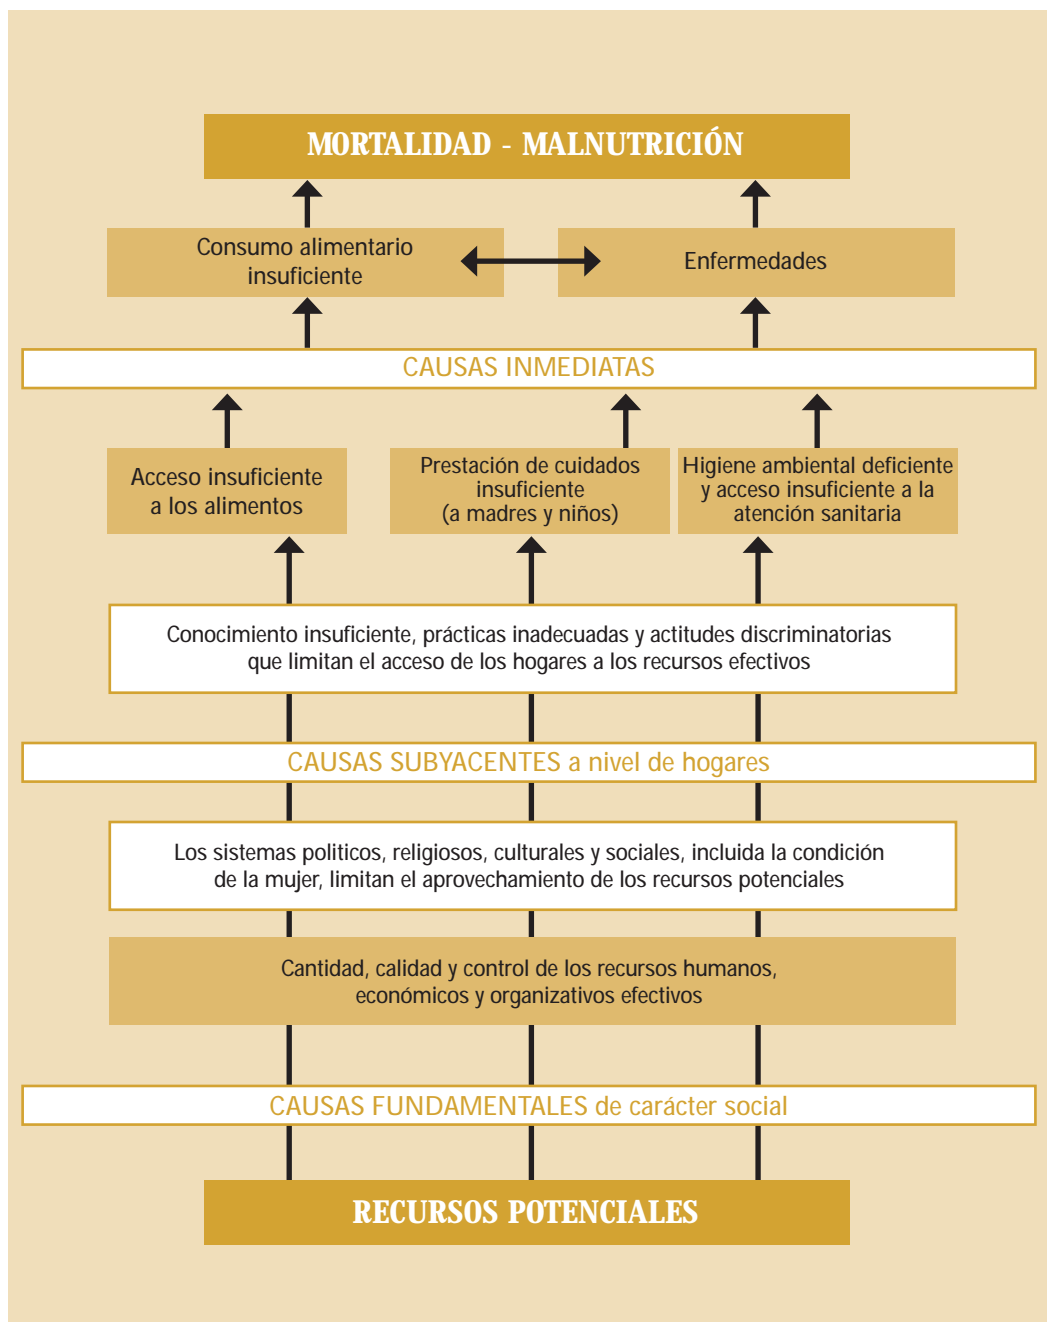 MORTALIDAD - MALNUTRICIÓN
Consumo alimentario
insuficiente
Enfermedades
CAUSAS INMEDIATAS
Acceso insuficiente
a los alimentos
Prestación de cuidados
insuficiente
(a madres y niños)
Higiene ambiental deficiente
y acceso insuficiente a la
atención sanitaria
Conocimiento insuficiente, prácticas inadecuadas y actitudes discriminatorias
que limitan el acceso de los hogares a los recursos efectivos
CAUSAS SUBYACENTES a nivel de hogares
Los sistemas politicos, religiosos, culturales y sociales, incluida la condición
de la mujer, limitan el aprovechamiento de los recursos potenciales
Cantidad, calidad y control de los recursos humanos,
económicos y organizativos efectivos
CAUSAS FUNDAMENTALES de carácter social
RECURSOS POTENCIALES